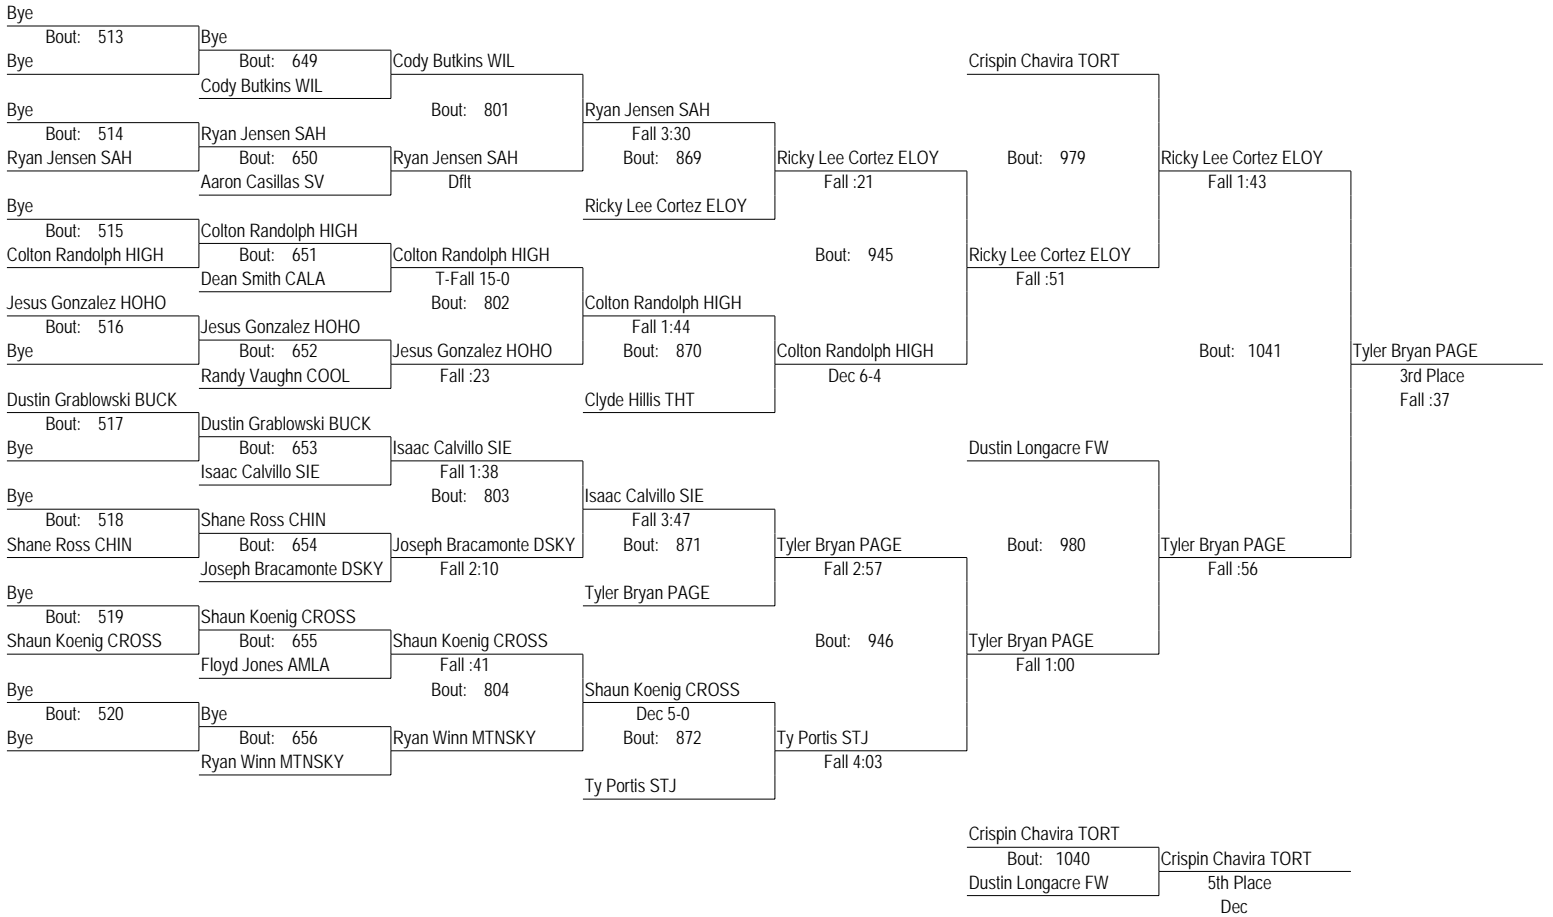 Bye
Bout: 513 Bye
Bye Bout: 649 Cody Butkins WIL Crispin Chavira TORT
Cody Butkins WIL
Bye Bout: 801 Ryan Jensen SAH
Bout: 514 Ryan Jensen SAH Fall 3:30
Ryan Jensen SAH Bout: 650 Ryan Jensen SAH Bout: 869 Ricky Lee Cortez ELOY Bout: 979 Ricky Lee Cortez ELOY
Aaron Casillas SV Dflt Fall :21 Fall 1:43
Bye Ricky Lee Cortez ELOY
Bout: 515 Colton Randolph HIGH
Colton Randolph HIGH Bout: 651 Colton Randolph HIGH Bout: 945 Ricky Lee Cortez ELOY
Dean Smith CALA T-Fall 15-0 Fall :51
Jesus Gonzalez HOHO Bout: 802 Colton Randolph HIGH
Bout: 516 Jesus Gonzalez HOHO Fall 1:44
Bye Bout: 652 Jesus Gonzalez HOHO Bout: 870 Colton Randolph HIGH Bout: 1041 Tyler Bryan PAGE
Randy Vaughn COOL Fall :23 Dec 6-4 3rd Place
Dustin Grablowski BUCK Clyde Hillis THT Fall :37
Bout: 517 Dustin Grablowski BUCK
Bye Bout: 653 Isaac Calvillo SIE Dustin Longacre FW
Isaac Calvillo SIE Fall 1:38
Bye Bout: 803 Isaac Calvillo SIE
Bout: 518 Shane Ross CHIN Fall 3:47
Shane Ross CHIN Bout: 654 Joseph Bracamonte DSKY Bout: 871 Tyler Bryan PAGE Bout: 980 Tyler Bryan PAGE
Joseph Bracamonte DSKY Fall 2:10 Fall 2:57 Fall :56
Bye Tyler Bryan PAGE
Bout: 519 Shaun Koenig CROSS
Shaun Koenig CROSS Bout: 655 Shaun Koenig CROSS Bout: 946 Tyler Bryan PAGE
Floyd Jones AMLA Fall :41 Fall 1:00
Bye Bout: 804 Shaun Koenig CROSS
Bout: 520 Bye Dec 5-0
Bye Bout: 656 Ryan Winn MTNSKY Bout: 872 Ty Portis STJ
Ryan Winn MTNSKY Fall 4:03
Ty Portis STJ
Crispin Chavira TORT
Bout: 1040 Crispin Chavira TORT
Dustin Longacre FW 5th Place
Dec